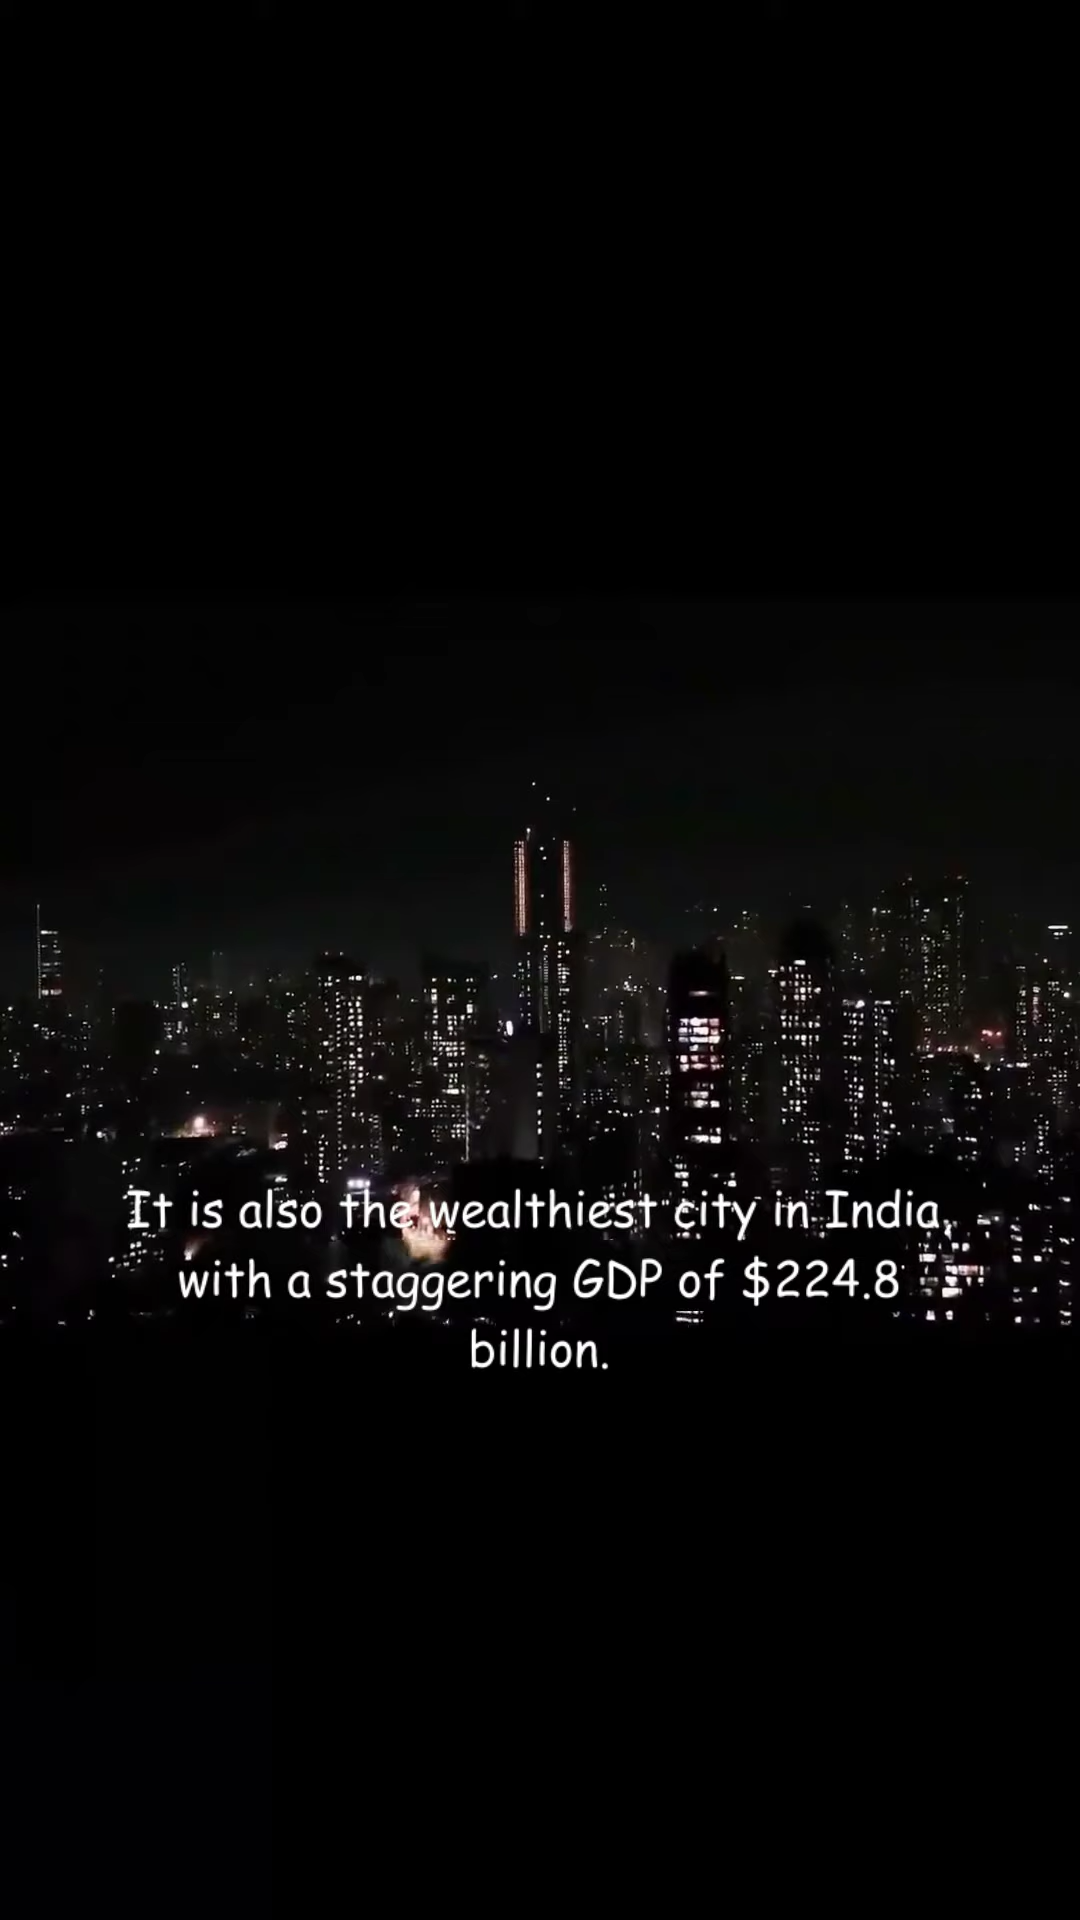 It is also the wealthiest city in India,
with a staggering GDP of $224.8
billion.